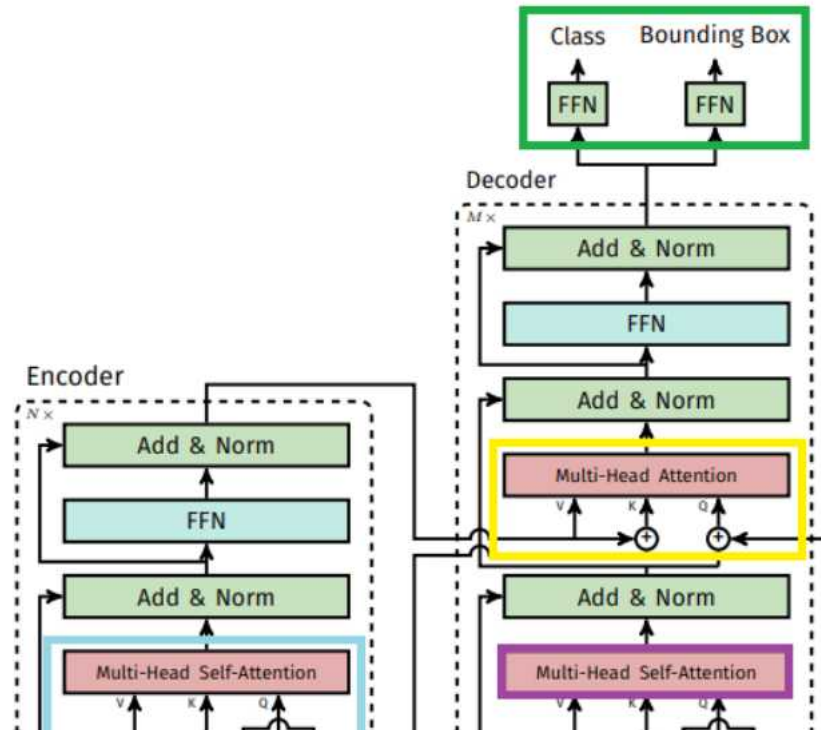 Class Bounding Box
FFN FFN
Decoder
M ×
Add & Norm
FFN
Add & Norm
Multi-Head Attention
V K Q
+ +
Add & Norm
Multi-Head Self-Attention
V K Q
Encoder
N ×
Add & Norm
FFN
Add & Norm
Multi-Head Self-Attention
V K Q